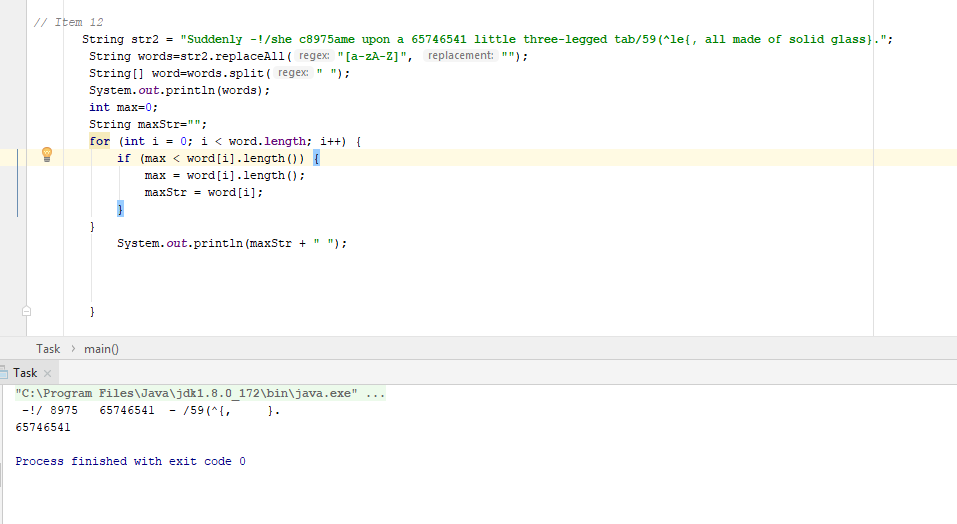 // Item 12
String str2 = "Suddenly -!/she c8975ame upon a 65746541 little three-legged tab/59(^le{, all made of solid glass}.";
String words=str2.replaceAll( regex: "[a-zA-Z]", replacement: "");
String[] word=words.split( regex: " ");
System.out.println(words);
int max=0;
String maxStr="";
for (int i = 0; i < word.length; i++) {
if (max < word[i].length()) {
max = word[i].length();
maxStr = word[i];
}
}
System.out.println(maxStr + " ");
}
Task > main()
Task ×
"C:\Program Files\Java\jdk1.8.0_172\bin\java.exe" ...
-!/ 8975   65746541  - /59(^{,     }.
65746541
Process finished with exit code 0